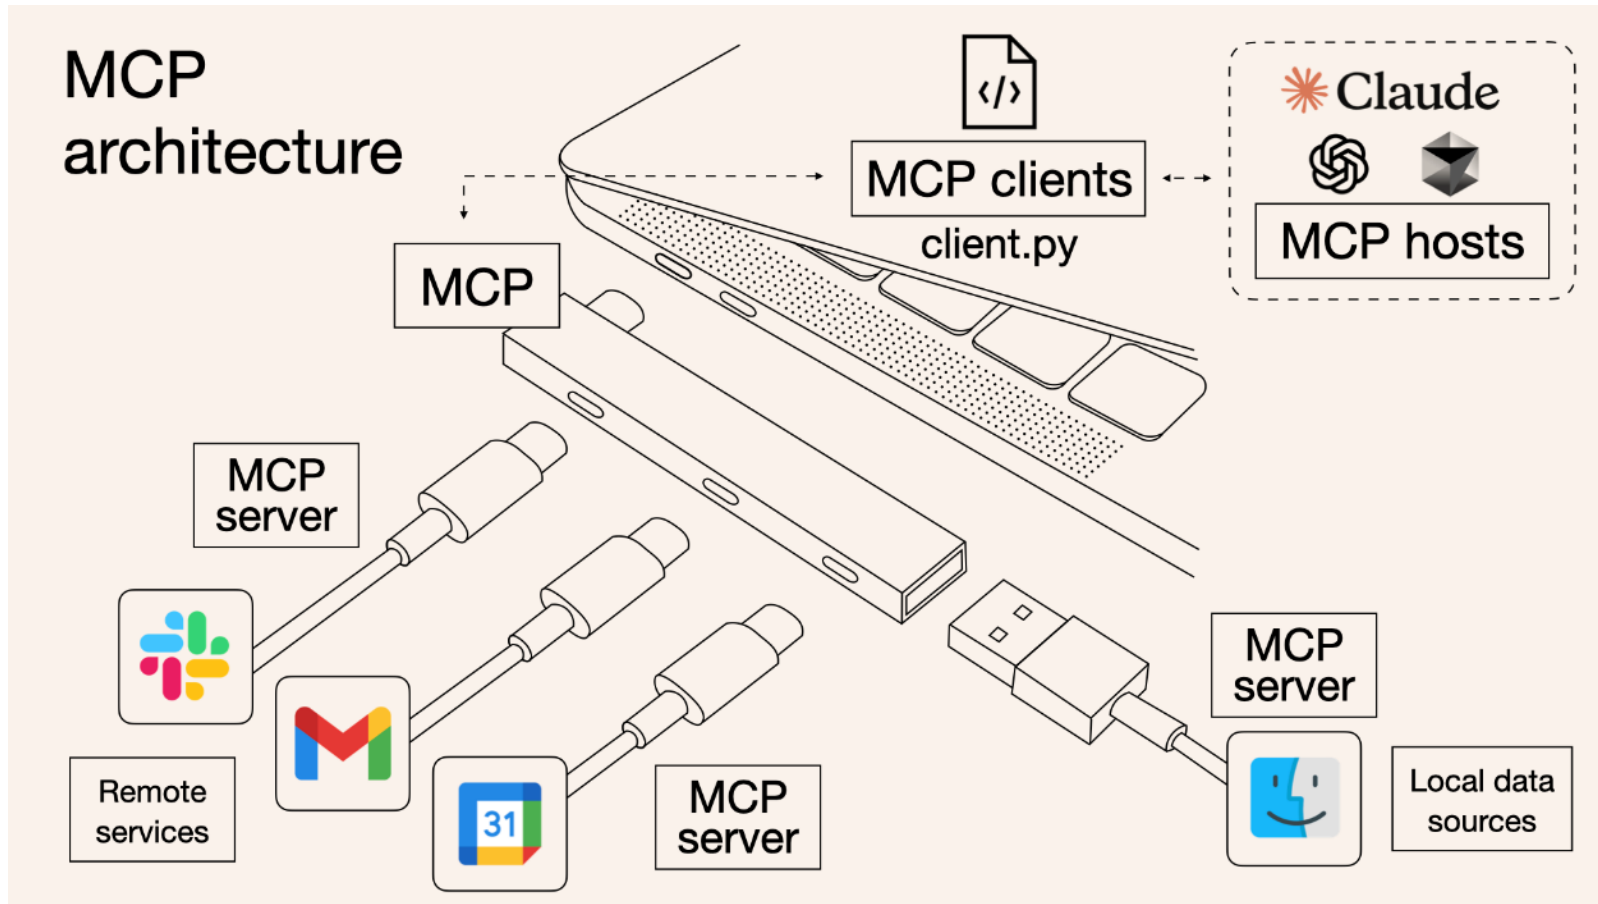 MCP
architecture
</>
Claude
MCP clients
client.py
MCP hosts
MCP
MCP
server
Remote
services
31
MCP
server
MCP
server
Local data
sources